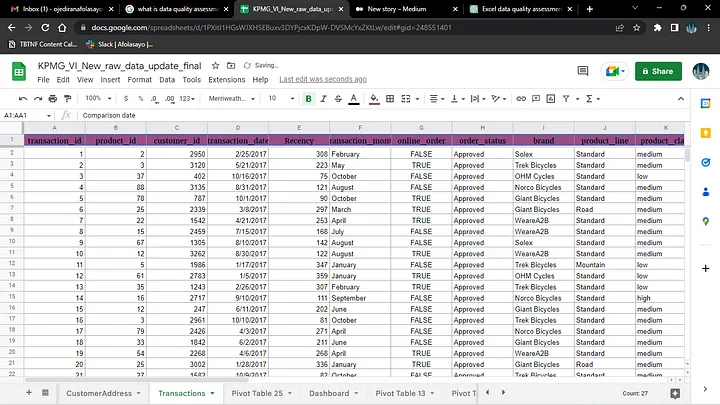 Inbox (1) - ojediranafolasayo
what is data quality assessme
KPMG_VI_New_raw_data_upd
New story – Medium
Excel data quality assessment
docs.google.com/spreadsheets/d/1PXitI1HGsWJXHSEBuxv3DYPjcxKDpW-DVSMcYxZKtLw/edit#gid=248551401
TBTNF Content Cal...
Slack | Afolasayo ...
KPMG_VI_New_raw_data_update_final
Saving...
File Edit View Insert Format Data Tools Extensions Help Last edit was seconds ago
Share
100% $ % .0 .00 123 Merriweath... 10 B I S A
A1:AA1 fx Comparison date
A B C D E F G H I J K
1 transaction_id product_id customer_id transaction_date Recency ransaction_mont online_order order_status brand product_line product_cla
2 1 2 2950 2/25/2017 308 February FALSE Approved Solex Standard medium
3 2 3 3120 5/21/2017 223 May TRUE Approved Trek Bicycles Standard medium
4 3 37 402 10/16/2017 75 October FALSE Approved OHM Cycles Standard low
5 4 88 3135 8/31/2017 121 August FALSE Approved Norco Bicycles Standard medium
6 5 78 787 10/1/2017 90 October TRUE Approved Giant Bicycles Standard medium
7 6 25 2339 3/8/2017 297 March TRUE Approved Giant Bicycles Road medium
8 7 22 1542 4/21/2017 253 April TRUE Approved WeareA2B Standard medium
9 8 15 2459 7/15/2017 168 July FALSE Approved WeareA2B Standard medium
10 9 67 1305 8/10/2017 142 August FALSE Approved Solex Standard medium
11 10 12 3262 8/30/2017 122 August TRUE Approved WeareA2B Standard medium
12 11 5 1986 1/17/2017 347 January FALSE Approved Trek Bicycles Mountain low
13 12 61 2783 1/5/2017 359 January TRUE Approved OHM Cycles Standard low
14 13 35 1243 2/26/2017 307 February TRUE Approved Trek Bicycles Standard low
15 14 16 2717 9/10/2017 111 September FALSE Approved Norco Bicycles Standard high
16 15 12 247 6/11/2017 202 June FALSE Approved Giant Bicycles Standard medium
17 16 3 2961 10/10/2017 81 October TRUE Approved Trek Bicycles Standard medium
18 17 79 2426 4/3/2017 271 April FALSE Approved Norco Bicycles Standard medium
19 18 33 1842 6/2/2017 211 June FALSE Approved Giant Bicycles Standard medium
20 19 54 2268 4/6/2017 268 April TRUE Approved WeareA2B Standard medium
21 20 25 3002 1/28/2017 336 January TRUE Approved Giant Bicycles Road medium
22 21 27 1582 10/9/2017 82 October FALSE Approved Trek Bicycles Standard medium
CustomerAddress Transactions Pivot Table 25 Dashboard Pivot Table 13 Pivot T Count: 27